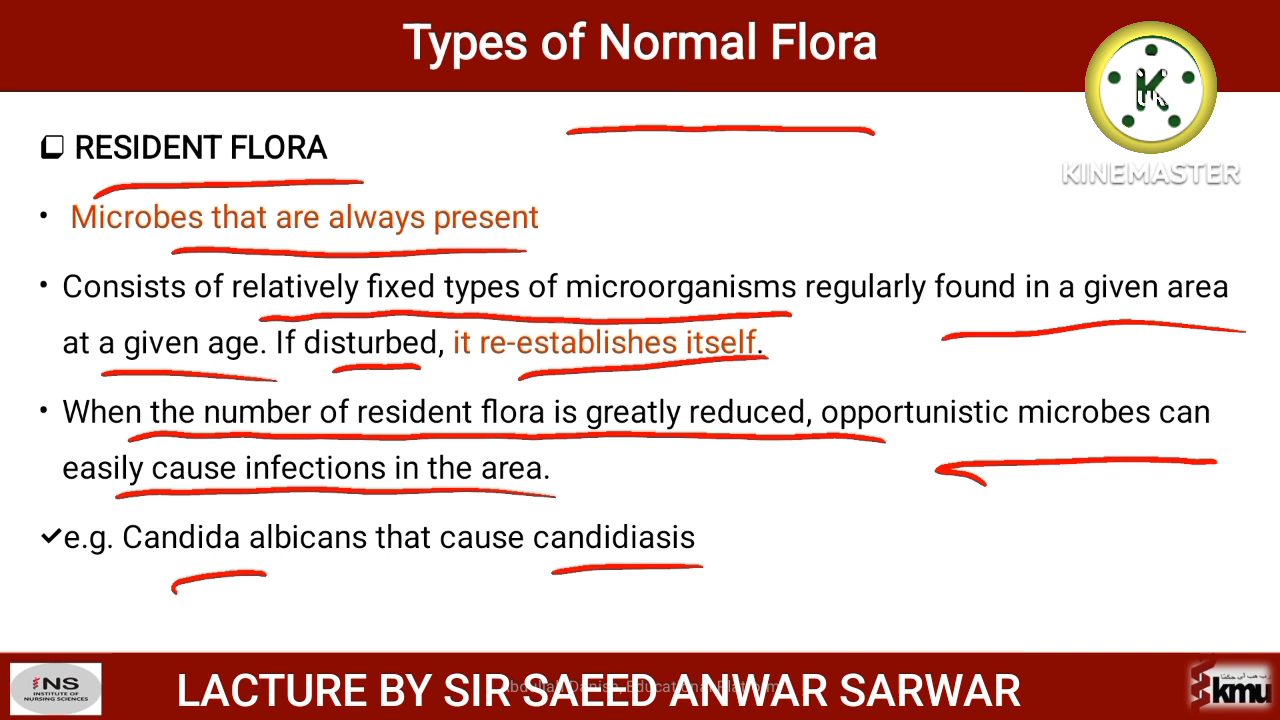 Types of Normal Flora
KINEMASTER
❑ RESIDENT FLORA
• Microbes that are always present
• Consists of relatively fixed types of microorganisms regularly found in a given area
at a given age. If disturbed, it re-establishes itself.
• When the number of resident flora is greatly reduced, opportunistic microbes can
easily cause infections in the area.
✓e.g. Candida albicans that cause candidiasis
INS
INSTITUTE OF
NURSING SCIENCES
LACTURE BY SIR SAEED ANWAR SARWAR
kmu